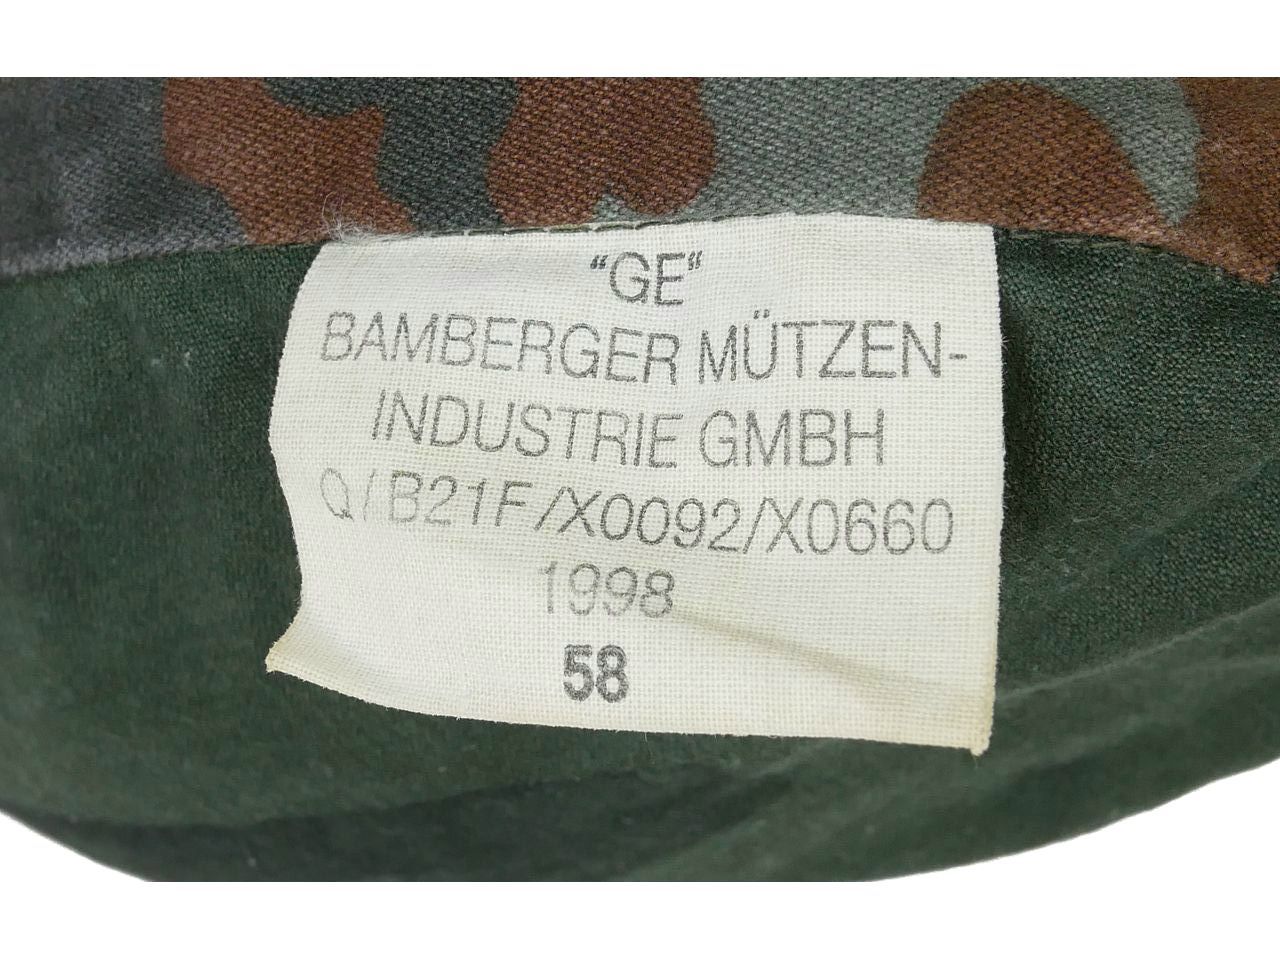 “GE“
BAMBERGER MÜTZEN-
INDUSTRIE GMBH
Q/B21F/X0092/X0660
1998
58